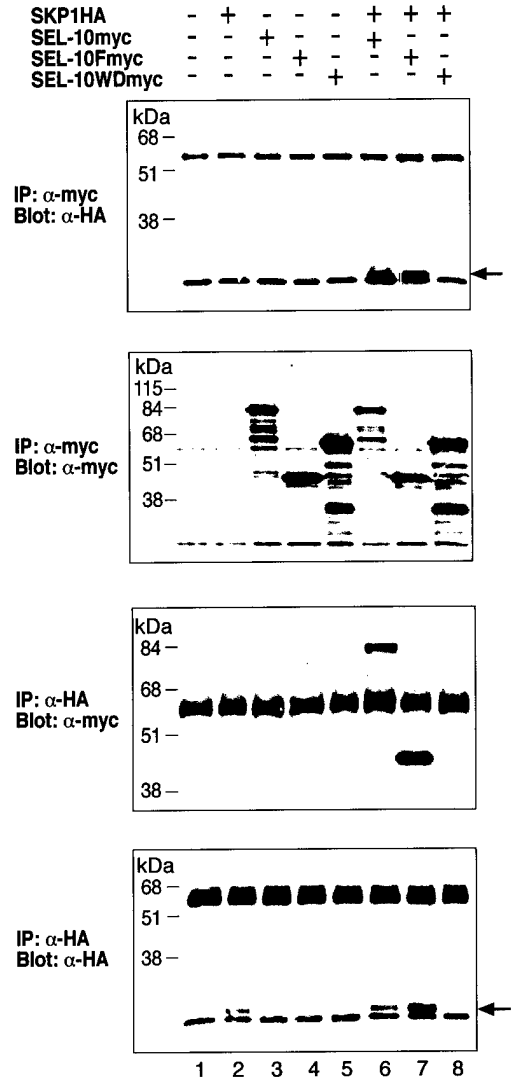 SKP1HA - + - - - + + +
SEL-10myc - - + - - + - -
SEL-10Fmyc - - - + - - + -
SEL-10WDmyc - - - - + - - +
kDa
68
51
38
IP: α-myc
Blot: α-HA
kDa
115
84
68
51
38
IP: α-myc
Blot: α-myc
kDa
84
68
51
38
IP: α-HA
Blot: α-myc
kDa
68
51
38
IP: α-HA
Blot: α-HA
1 2 3 4 5 6 7 8